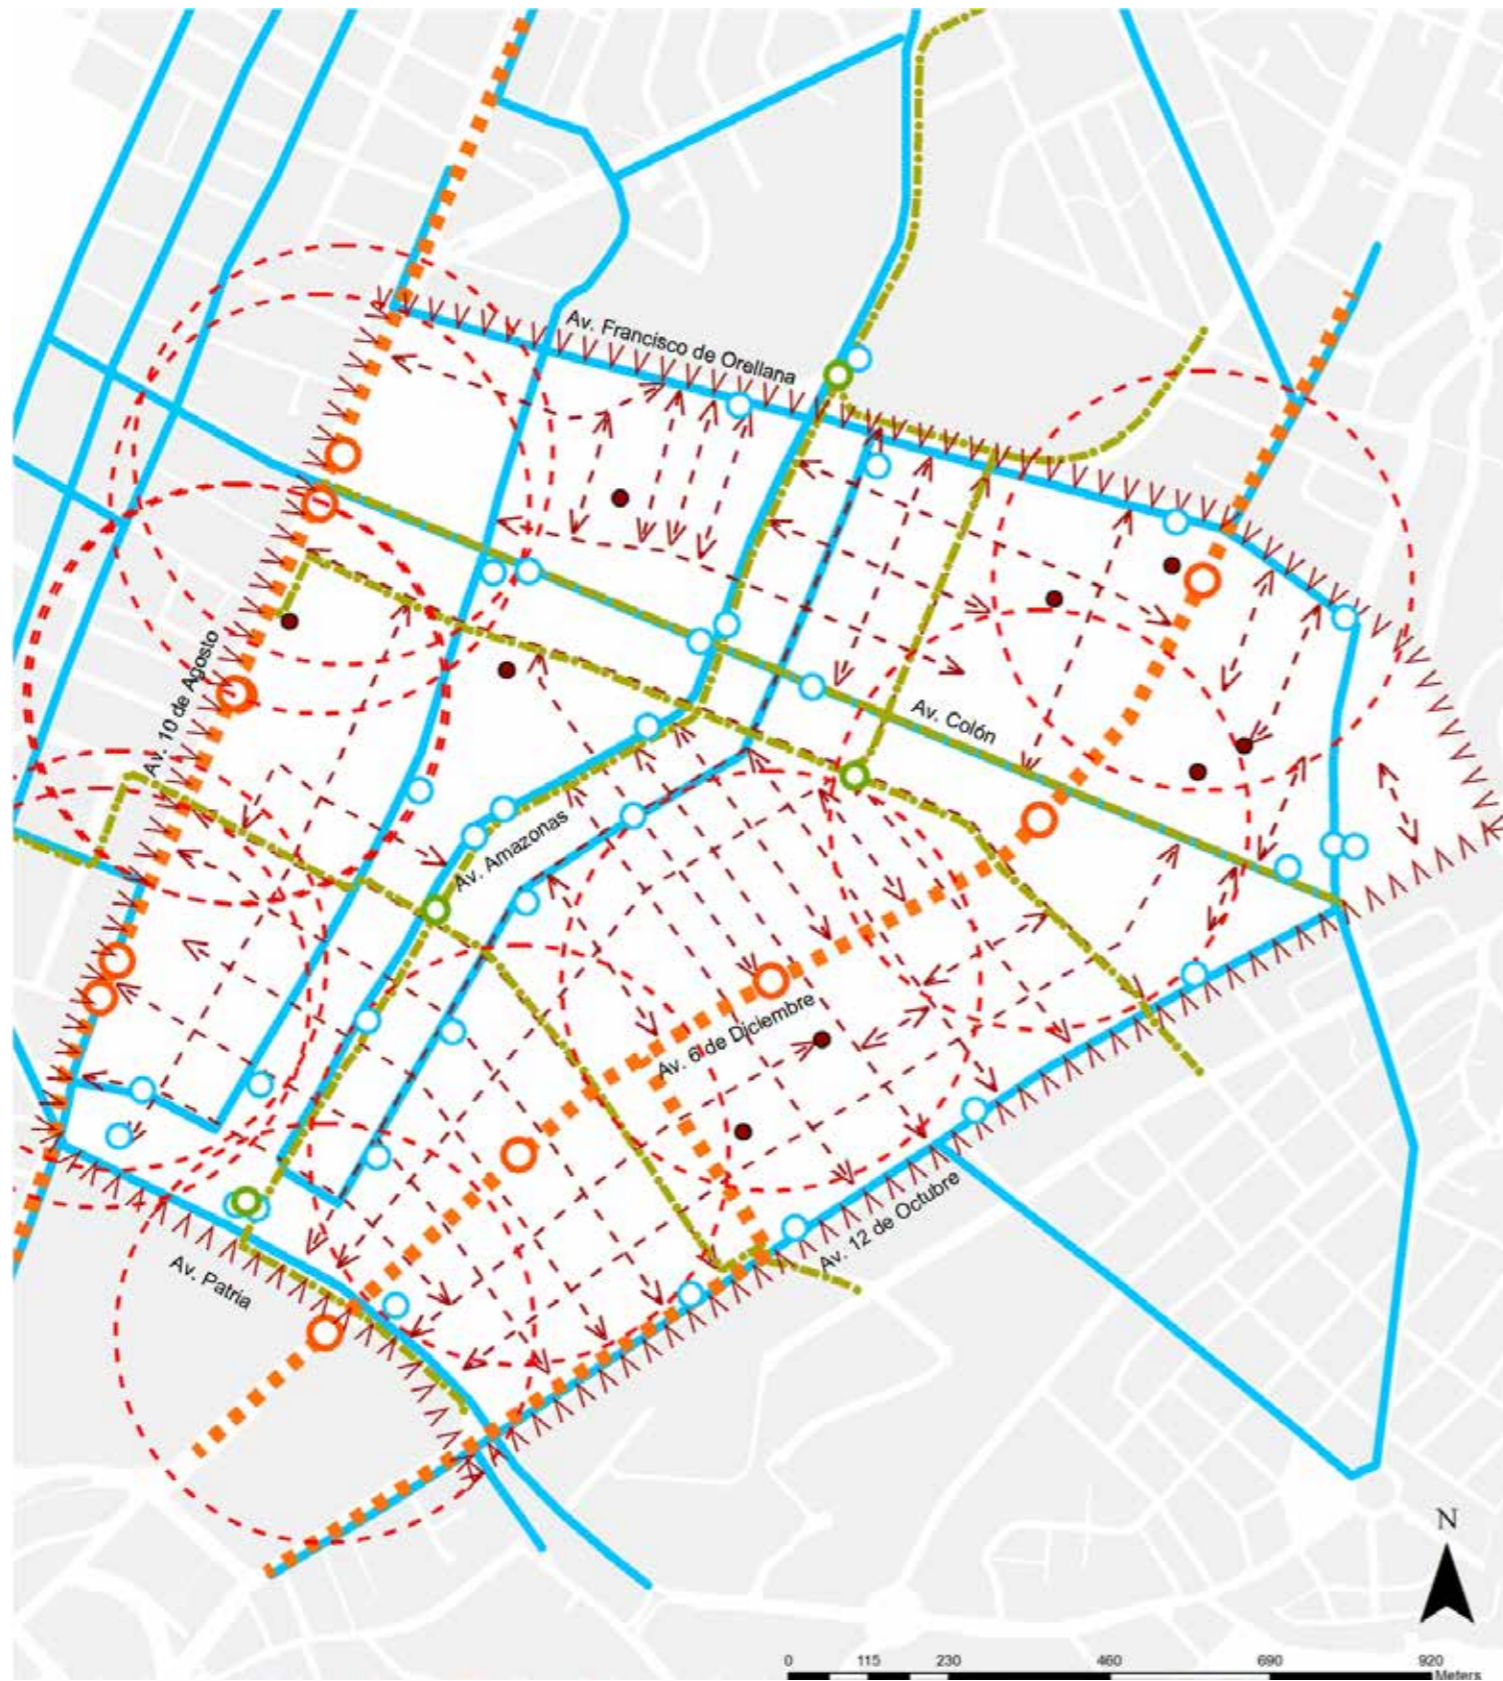 Av. Francisco de Orellana
Av. 10 de Agosto
Av. Colón
Av. Amazonas
Av. 6 de Diciembre
Av. 12 de Octubre
Av. Patria
N
0 115 230 460 690 920
Meters